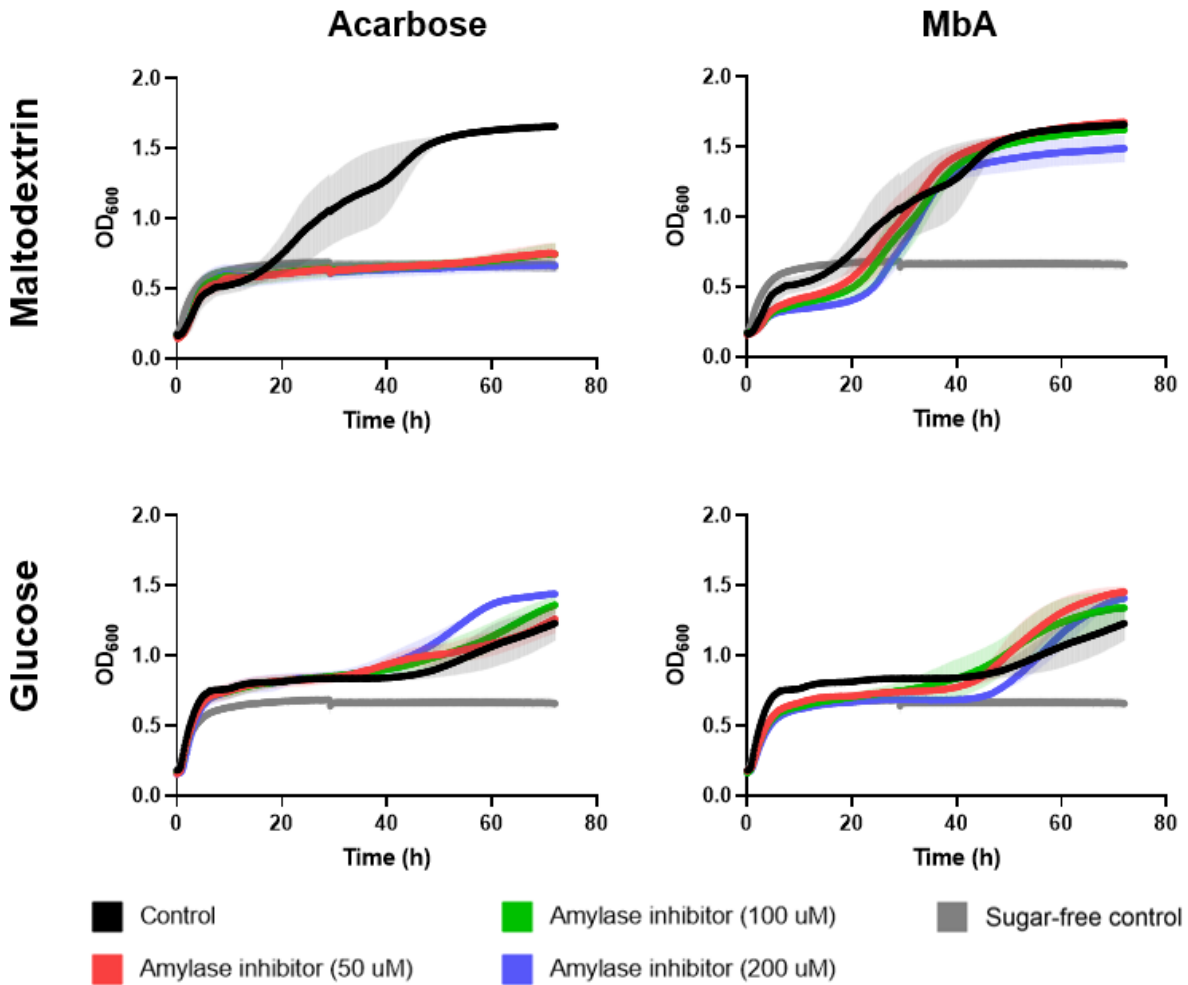 Acarbose
MbA
Maltodextrin
OD600
2.0
1.5
1.0
0.5
0.0
0 20 40 60 80
Time (h)
OD600
2.0
1.5
1.0
0.5
0.0
0 20 40 60 80
Time (h)
Glucose
OD600
2.0
1.5
1.0
0.5
0.0
0 20 40 60 80
Time (h)
OD600
2.0
1.5
1.0
0.5
0.0
0 20 40 60 80
Time (h)
Control
Amylase inhibitor (100 uM)
Sugar-free control
Amylase inhibitor (50 uM)
Amylase inhibitor (200 uM)